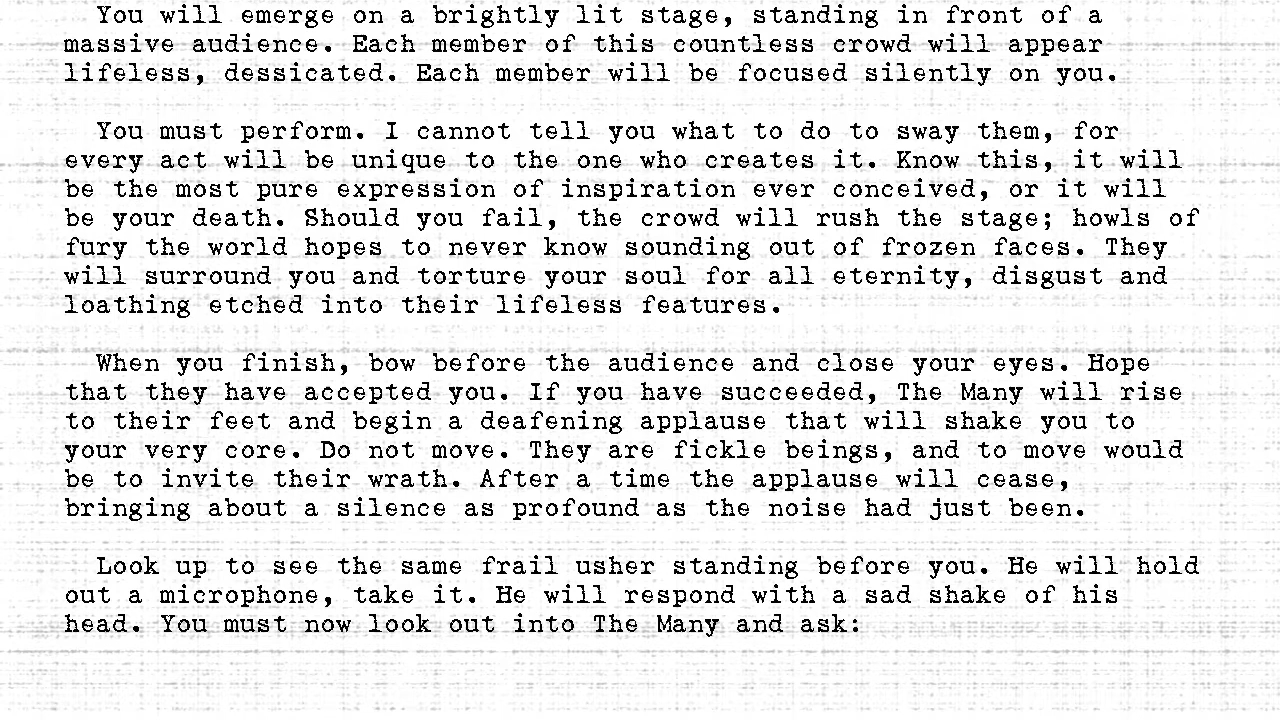 You will emerge on a brightly lit stage, standing in front of a
massive audience. Each member of this countless crowd will appear
lifeless, dessicated. Each member will be focused silently on you.
You must perform. I cannot tell you what to do to sway them, for
every act will be unique to the one who creates it. Know this, it will
be the most pure expression of inspiration ever conceived, or it will
be your death. Should you fail, the crowd will rush the stage; howls of
fury the world hopes to never know sounding out of frozen faces. They
will surround you and torture your soul for all eternity, disgust and
loathing etched into their lifeless features.
When you finish, bow before the audience and close your eyes. Hope
that they have accepted you. If you have succeeded, The Many will rise
to their feet and begin a deafening applause that will shake you to
your very core. Do not move. They are fickle beings, and to move would
be to invite their wrath. After a time the applause will cease,
bringing about a silence as profound as the noise had just been.
Look up to see the same frail usher standing before you. He will hold
out a microphone, take it. He will respond with a sad shake of his
head. You must now look out into The Many and ask: